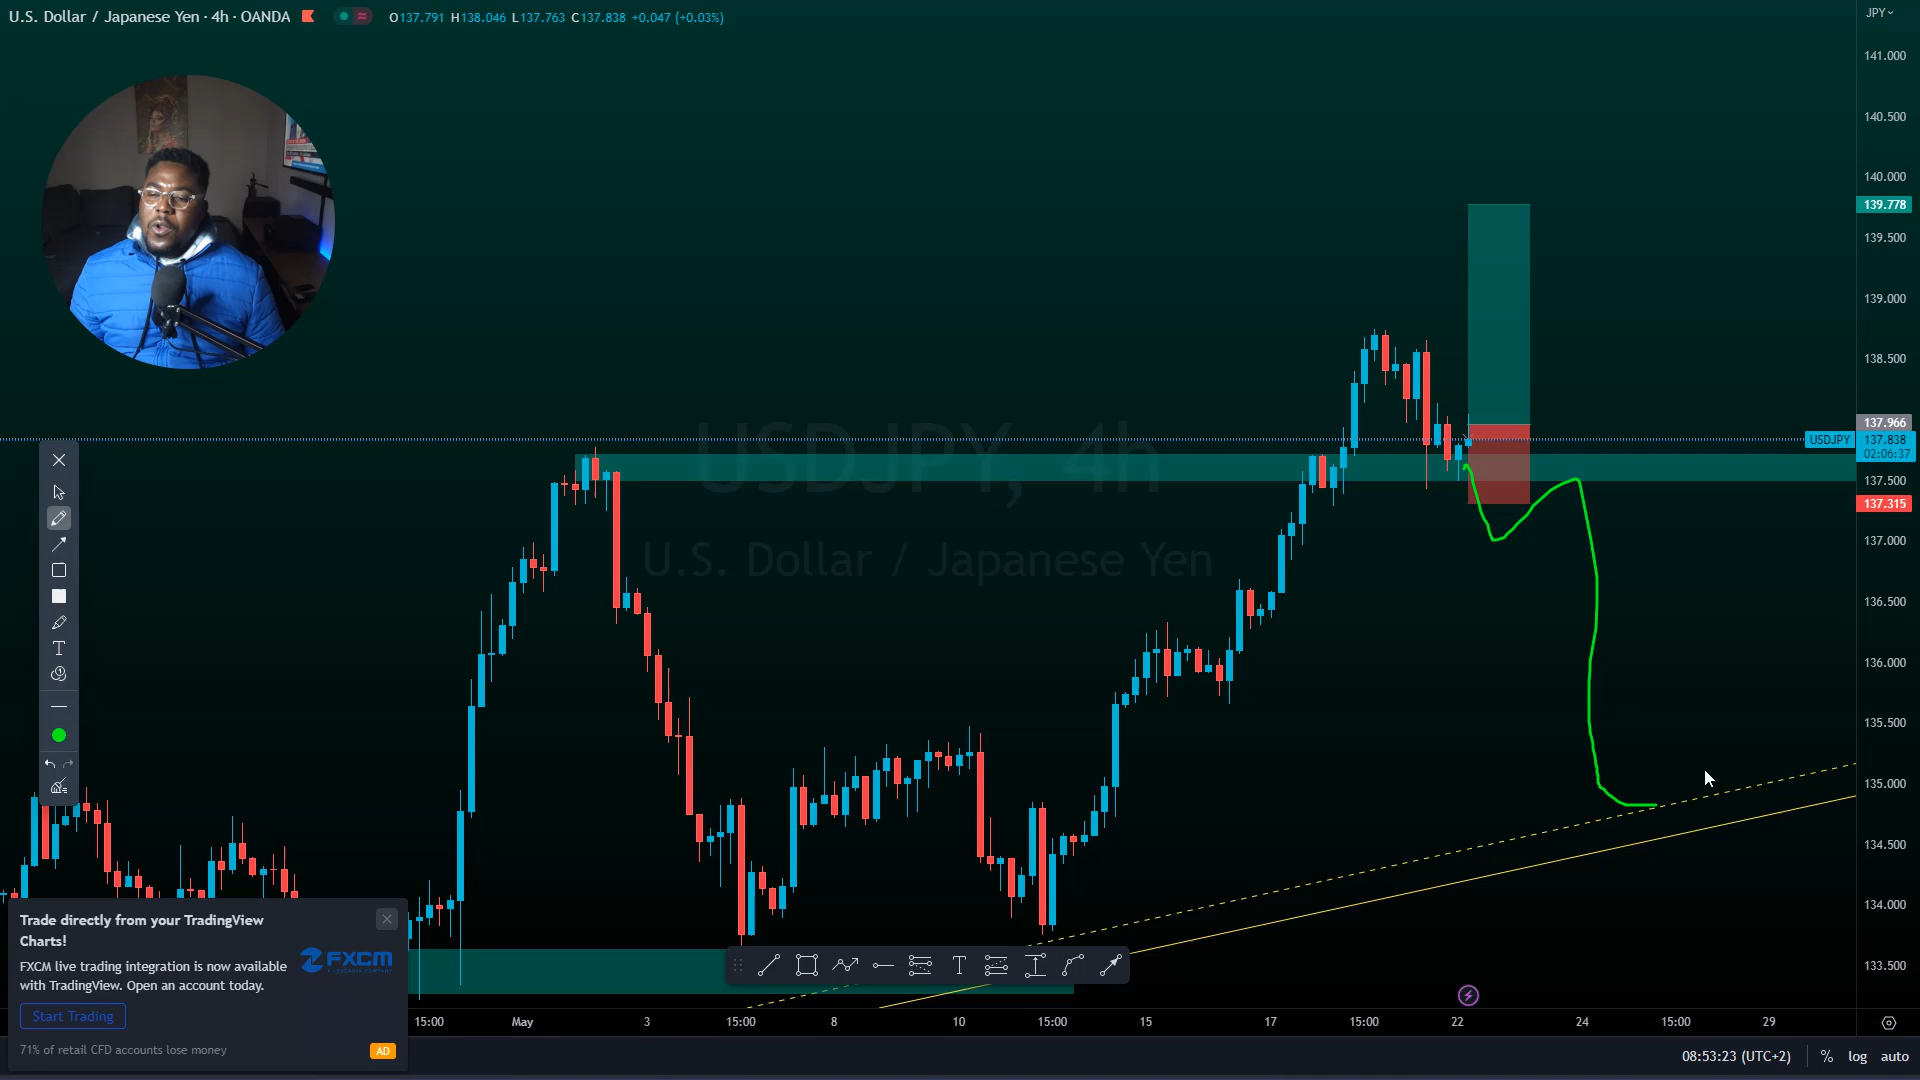 U.S. Dollar / Japanese Yen · 4h · OANDA O137.791 H138.046 L137.763 C137.838 +0.047 (+0.03%)
JPY
141.000
140.500
140.000
139.778
139.500
139.000
138.500
137.966
USDJPY 137.838
02:06:37
137.500
137.315
137.000
136.500
136.000
135.500
135.000
134.500
134.000
133.500
USDJPY, 4h
U.S. Dollar / Japanese Yen
Trade directly from your TradingView
Charts!
FXCM live trading integration is now available
with TradingView. Open an account today.
FXCM
Start Trading
71% of retail CFD accounts lose money
AD
15:00 May 3 15:00 8 10 15:00 15 17 15:00 22 24 15:00 29
08:53:23 (UTC+2) % log auto